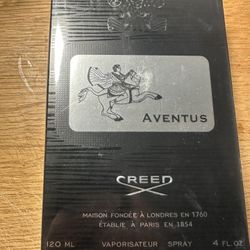 AVENTUS
CREED
MAISON FONDÉE À LONDRES EN 1760
ÉTABLIE À PARIS EN 1854
120 ML VAPORISATEUR SPRAY 4 FL OZ